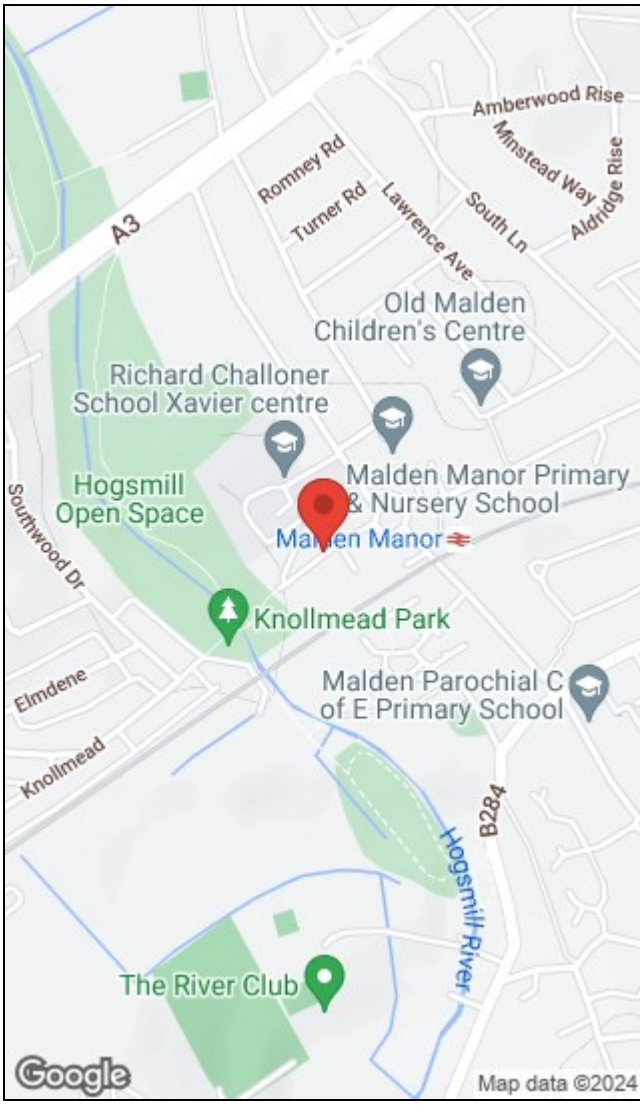 Amberwood Rise
Minstead Way
Romney Rd
Aldridge Rise
Turner Rd
Lawrence Ave
South Ln
A3
Old Malden
Children's Centre
Richard Challoner
School Xavier centre
Hogsmill
Open Space
Malden Manor Primary
& Nursery School
Southwood Dr
Malden Manor
Knollmead Park
Malden Parochial C
of E Primary School
Elmdene
Knollmead
B284
Hogsmill River
The River Club
Google
Map data ©2024